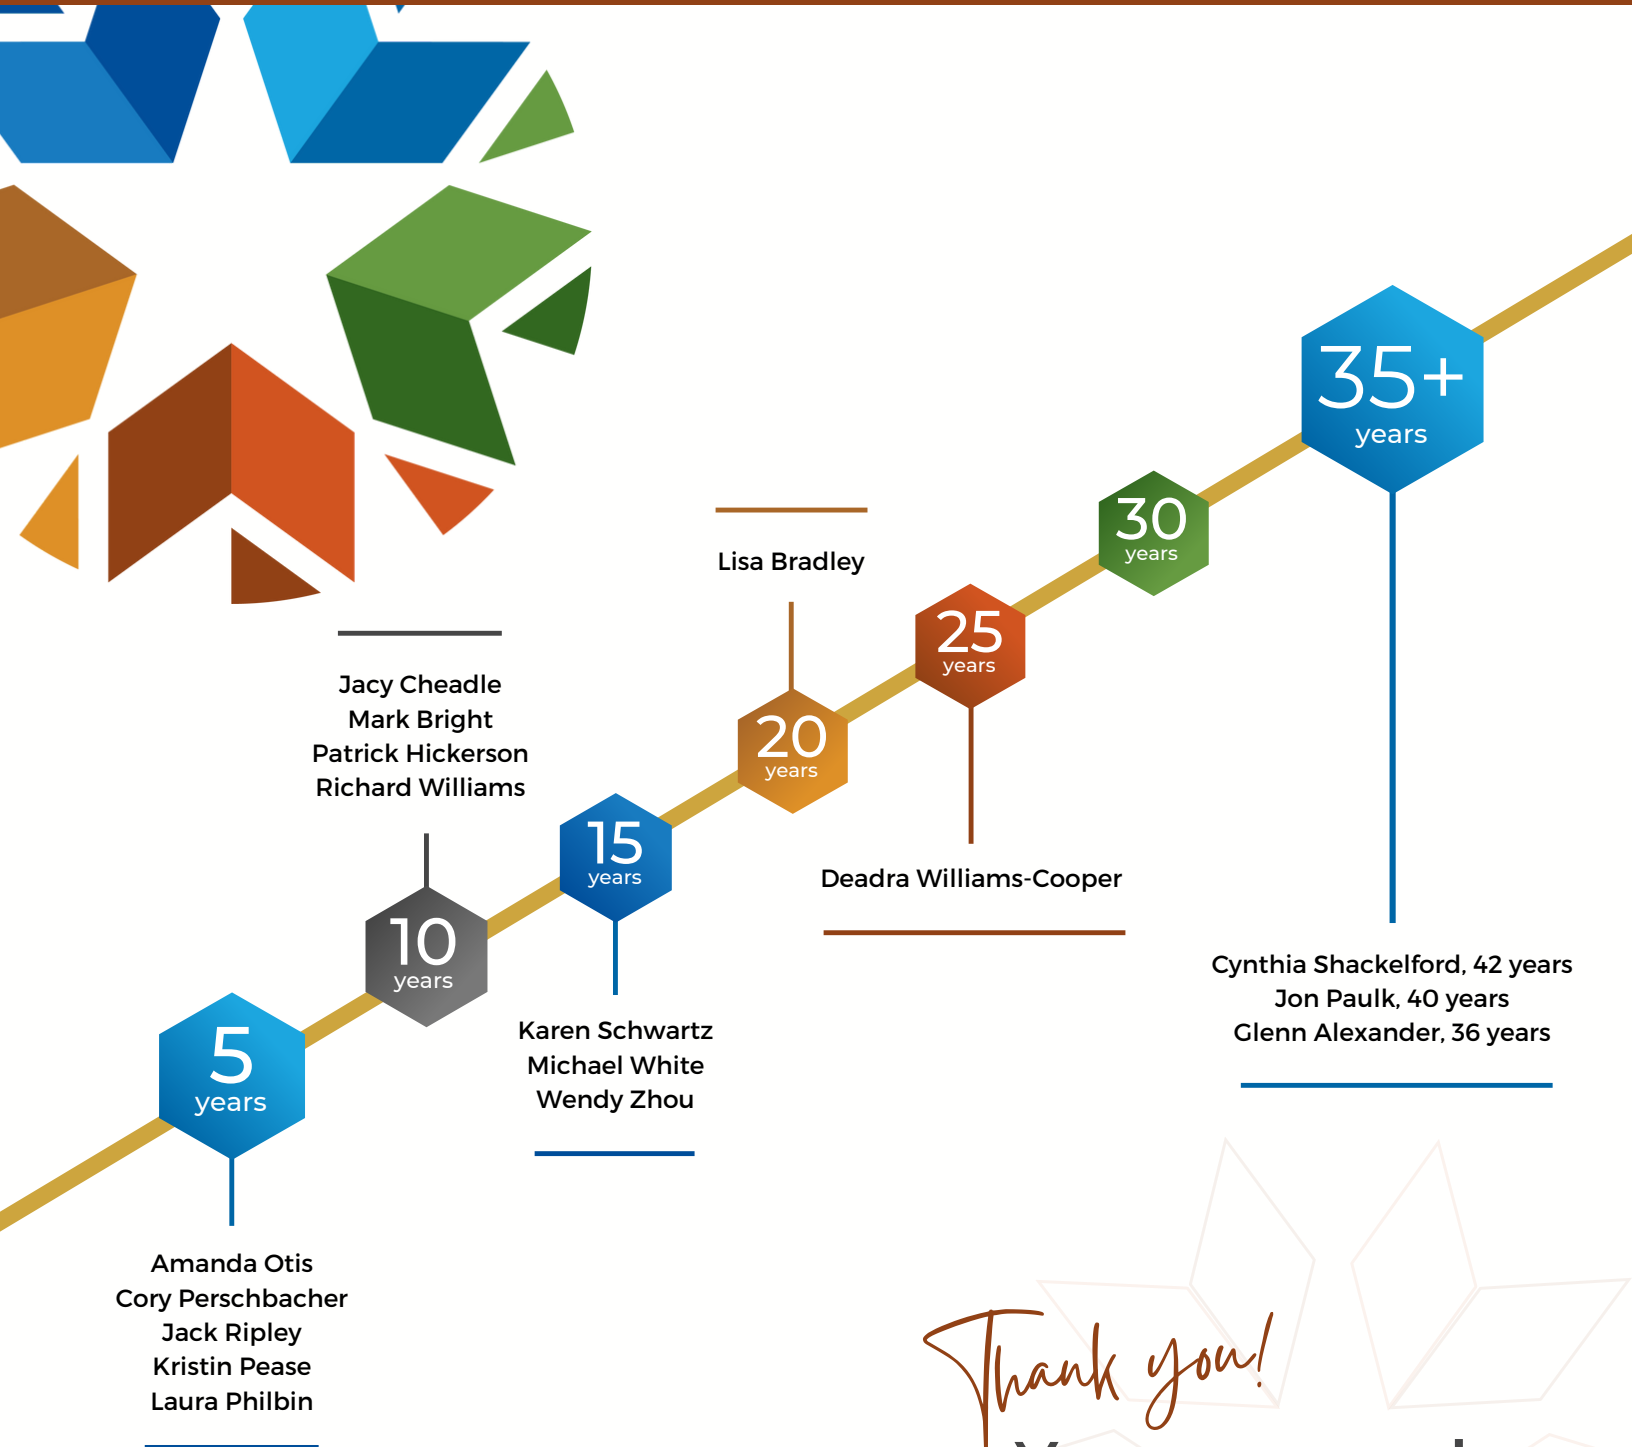 35+
years
30
years
Lisa Bradley
25
years
Jacy Cheadle
Mark Bright
Patrick Hickerson
Richard Williams
20
years
15
years
Deadra Williams-Cooper
10
years
Cynthia Shackelford, 42 years
Jon Paulk, 40 years
Glenn Alexander, 36 years
5
years
Karen Schwartz
Michael White
Wendy Zhou
Amanda Otis
Cory Perschbacher
Jack Ripley
Kristin Pease
Laura Philbin
Thank you!